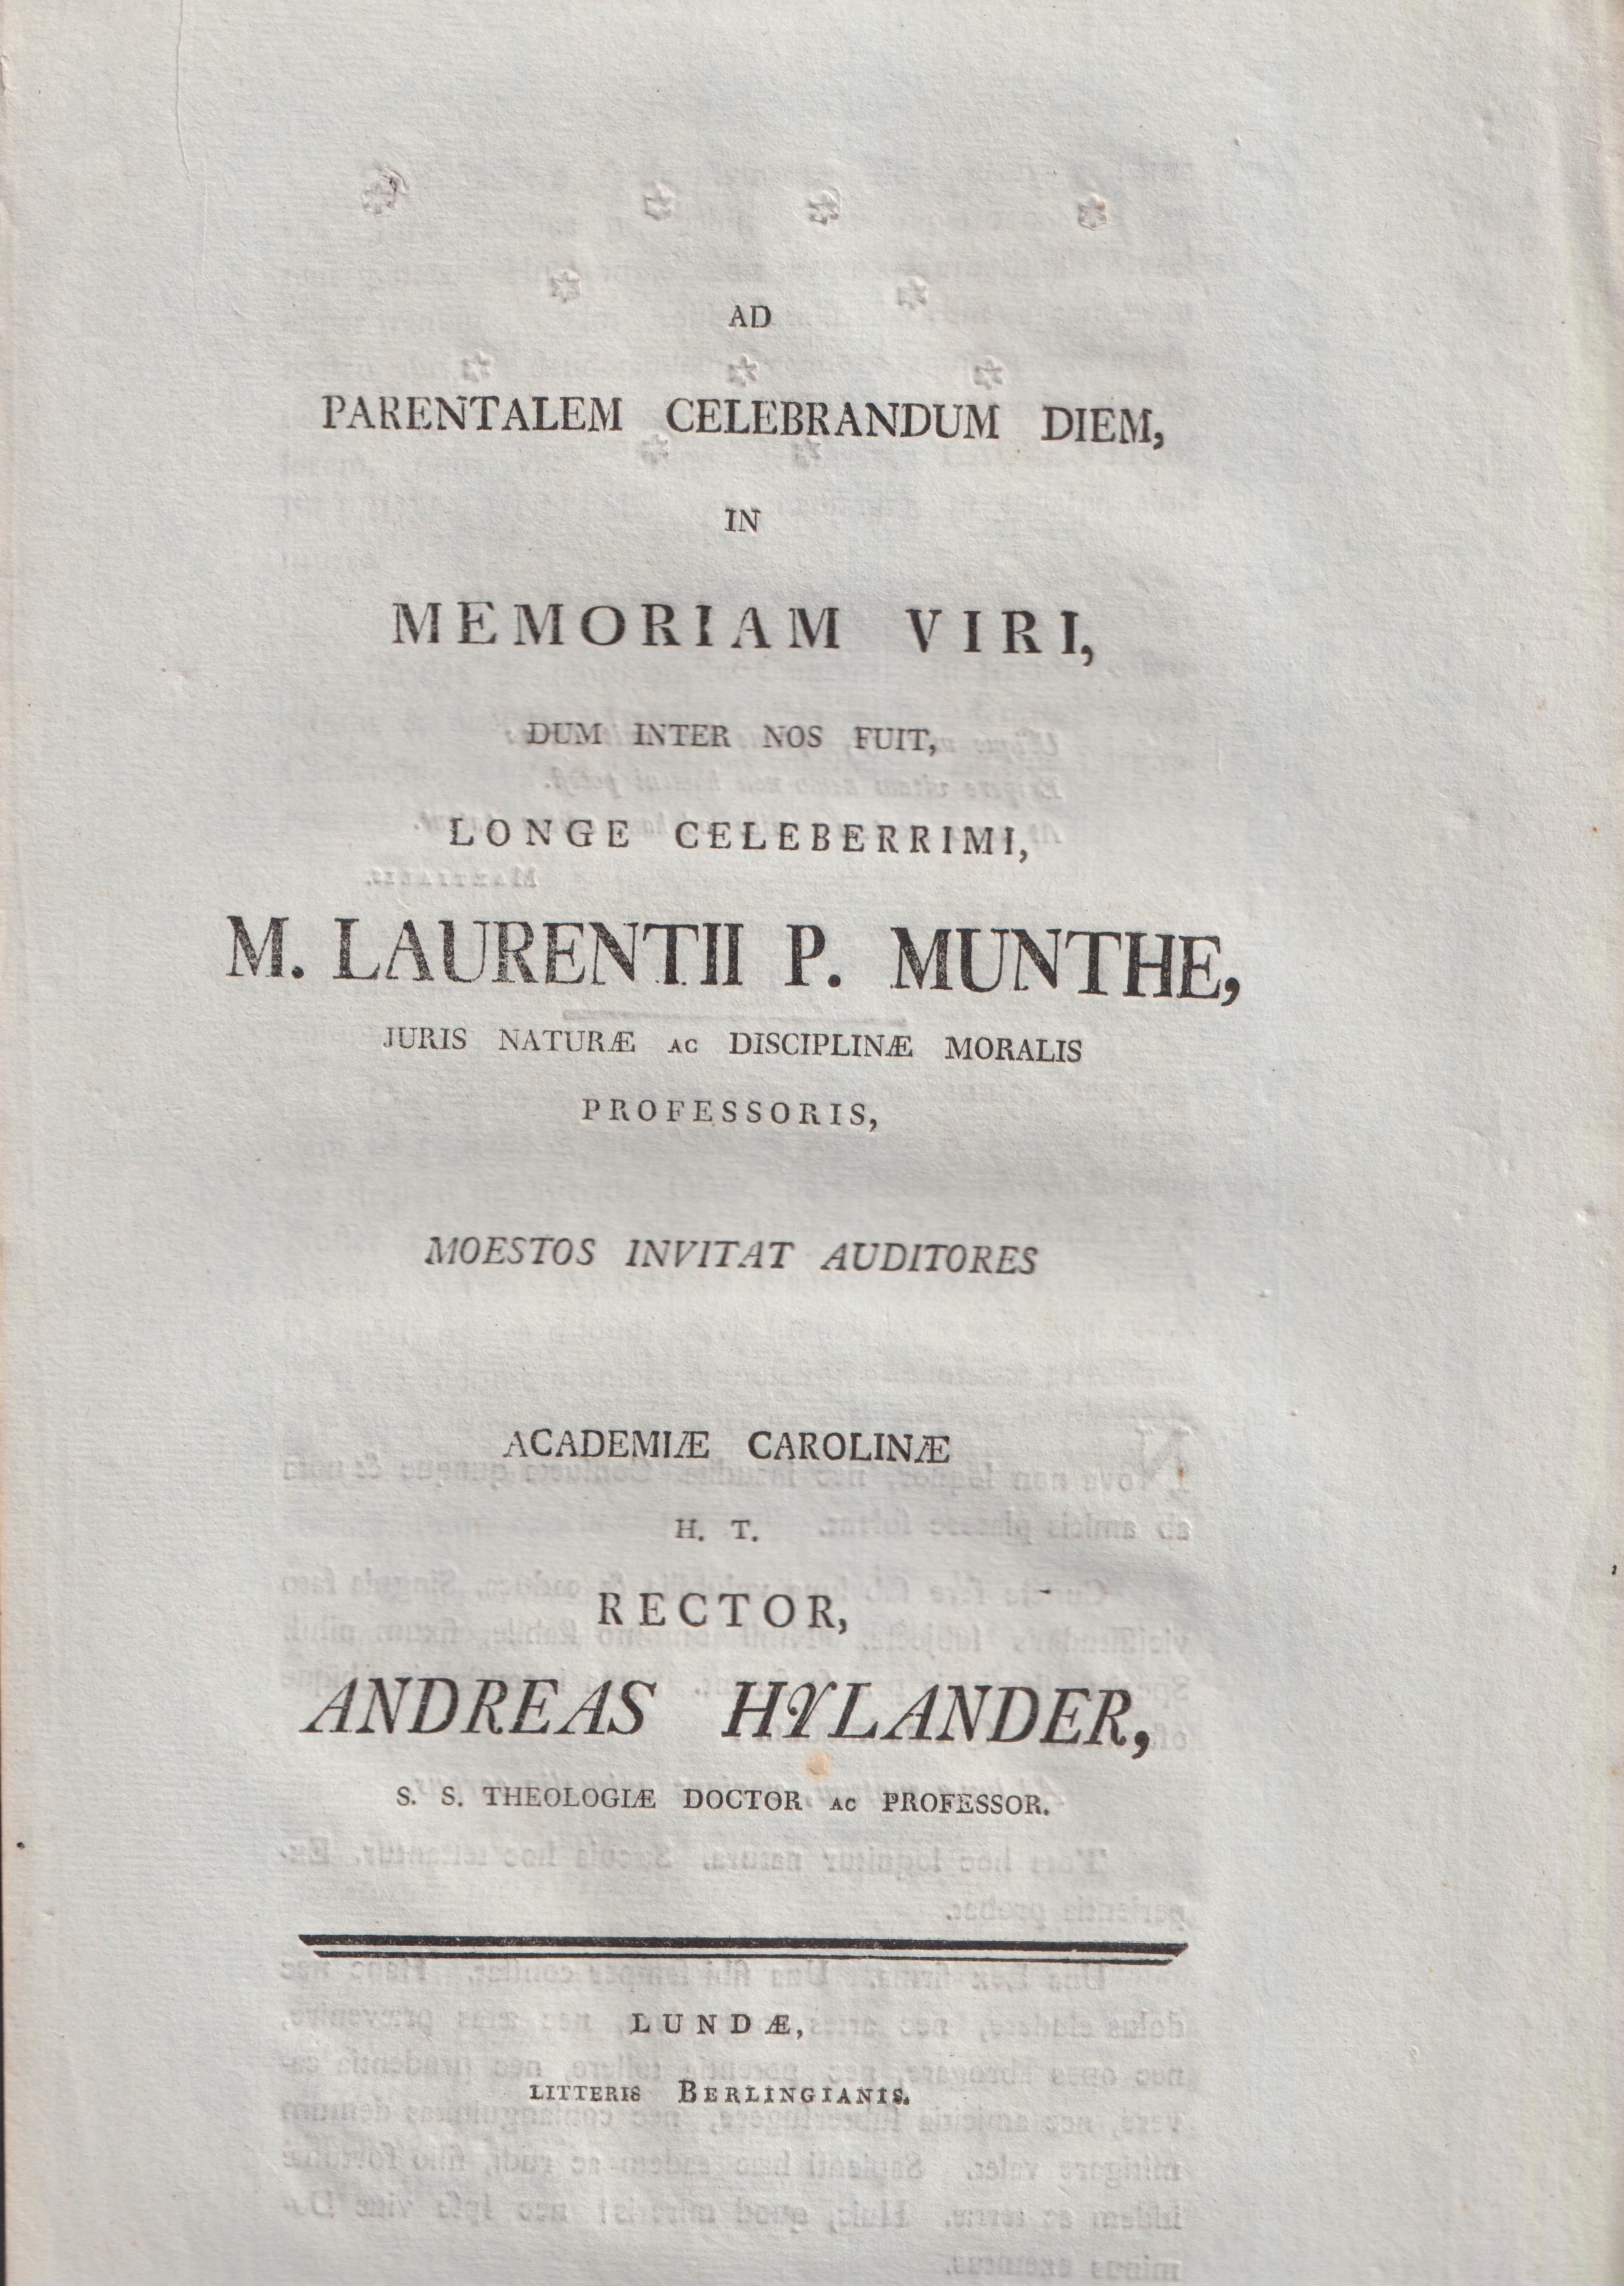 AD
PARENTALEM CELEBRANDUM DIEM,
IN
MEMORIAM VIRI,
DUM INTER NOS FUIT,
LONGE CELEBERRIMI,
M. LAURENTII P. MUNTHE,
JURIS NATURÆ AC DISCIPLINÆ MORALIS
PROFESSORIS,
MOESTOS INVITAT AUDITORES
ACADEMIÆ CAROLINÆ
H. T.
RECTOR,
ANDREAS HYLANDER,
S. S. THEOLOGIÆ DOCTOR AC PROFESSOR.
LUNDÆ,
LITTERIS BERLINGIANIS.